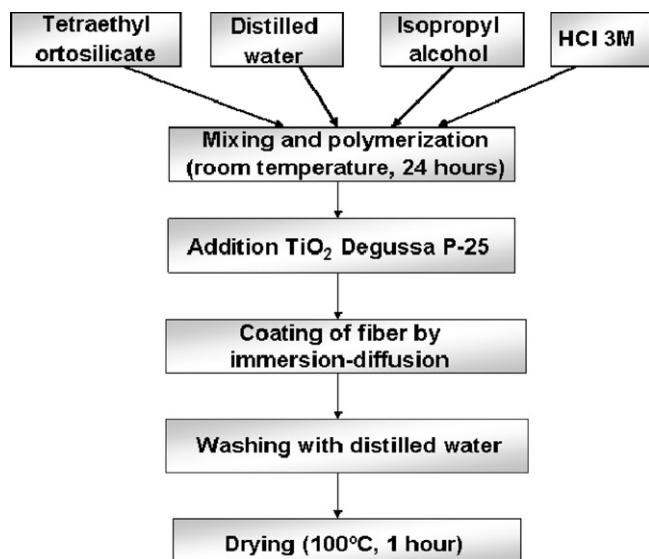 Tetraethyl
ortosilicate
Distilled
water
Isopropyl
alcohol
HCl 3M
Mixing and polymerization
(room temperature, 24 hours)
Addition TiO₂ Degussa P-25
Coating of fiber by
immersion-diffusion
Washing with distilled water
Drying (100ºC, 1 hour)